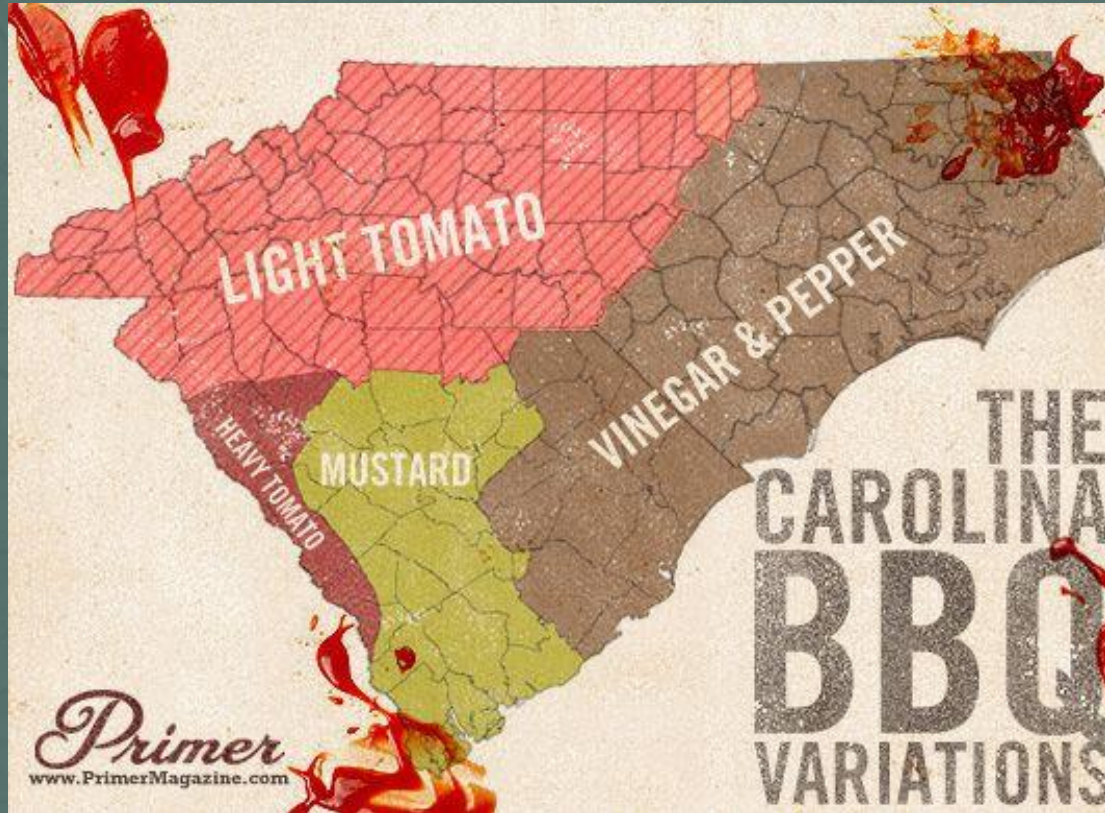 LIGHT TOMATO
VINEGAR & PEPPER
HEAVY TOMATO
MUSTARD
THE
CAROLINA
BBQ
VARIATIONS
Primer
www.PrimerMagazine.com